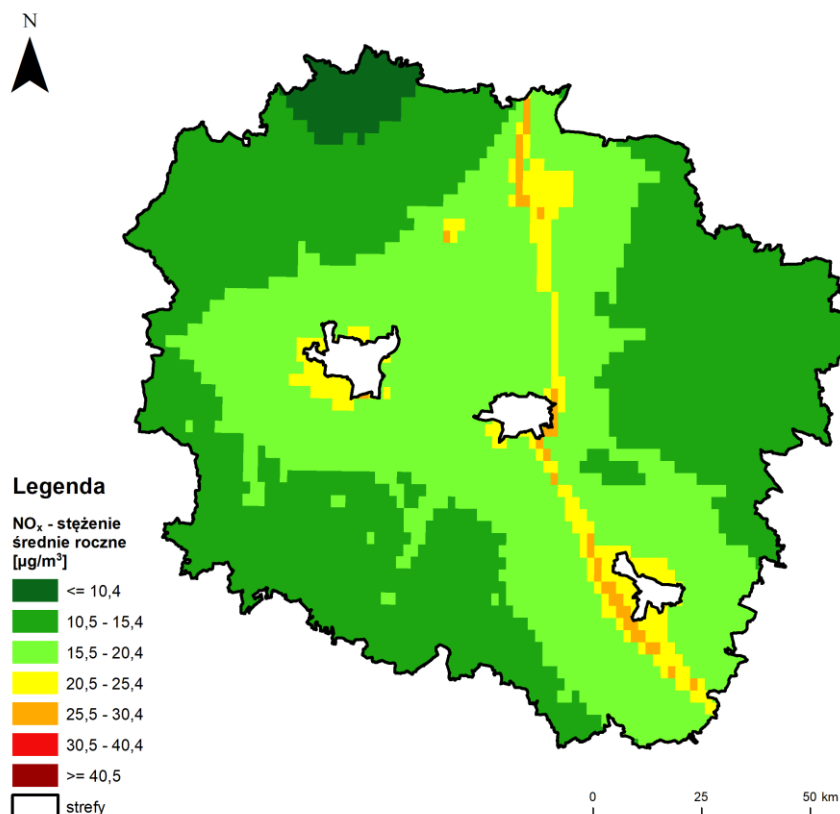 N
Legenda
NOₓ - stężenie
średnie roczne
[µg/m³]
<= 10,4
10,5 - 15,4
15,5 - 20,4
20,5 - 25,4
25,5 - 30,4
30,5 - 40,4
>= 40,5
strefy
0 25 50 km